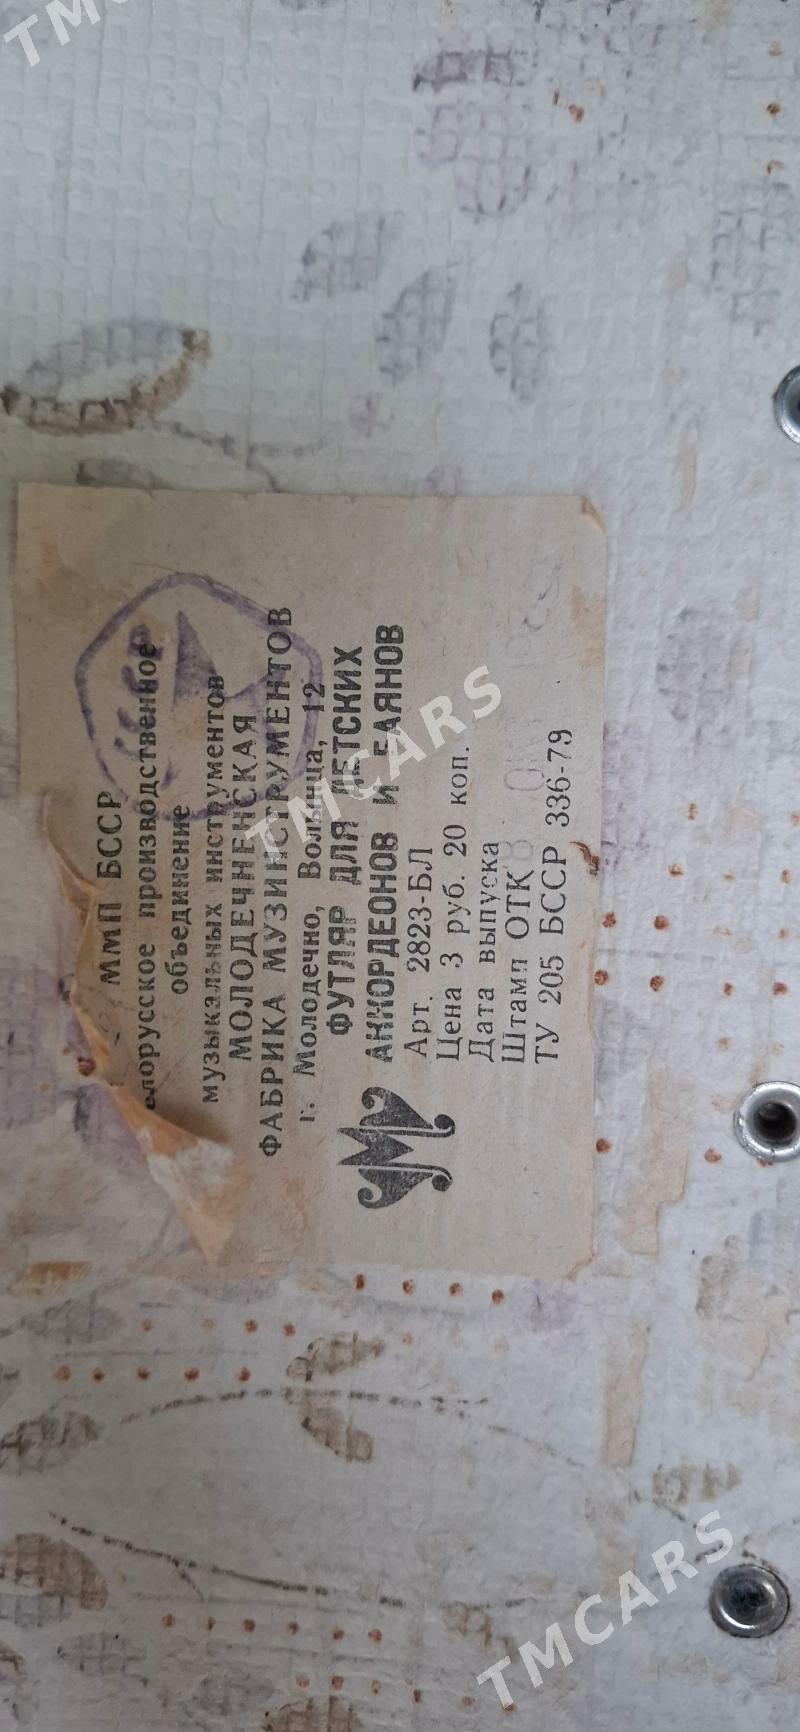 ММП БССР
елорусское производственное
объединение
музыкальных инструментов
МОЛОДЕЧНЕНСКАЯ
ФАБРИКА МУЗИНСТРУМЕНТОВ
г. Молодечно, Волынца, 12
ФУТЛЯР ДЛЯ ДЕТСКИХ
АККОРДЕОНОВ И БАЯНОВ
Арт. 2823-БЛ
Цена 3 руб. 20 коп.
Дата выпуска
Штамп ОТК
ТУ 205 БССР 336-79
М
TMCARS
TMCARS
TMCARS